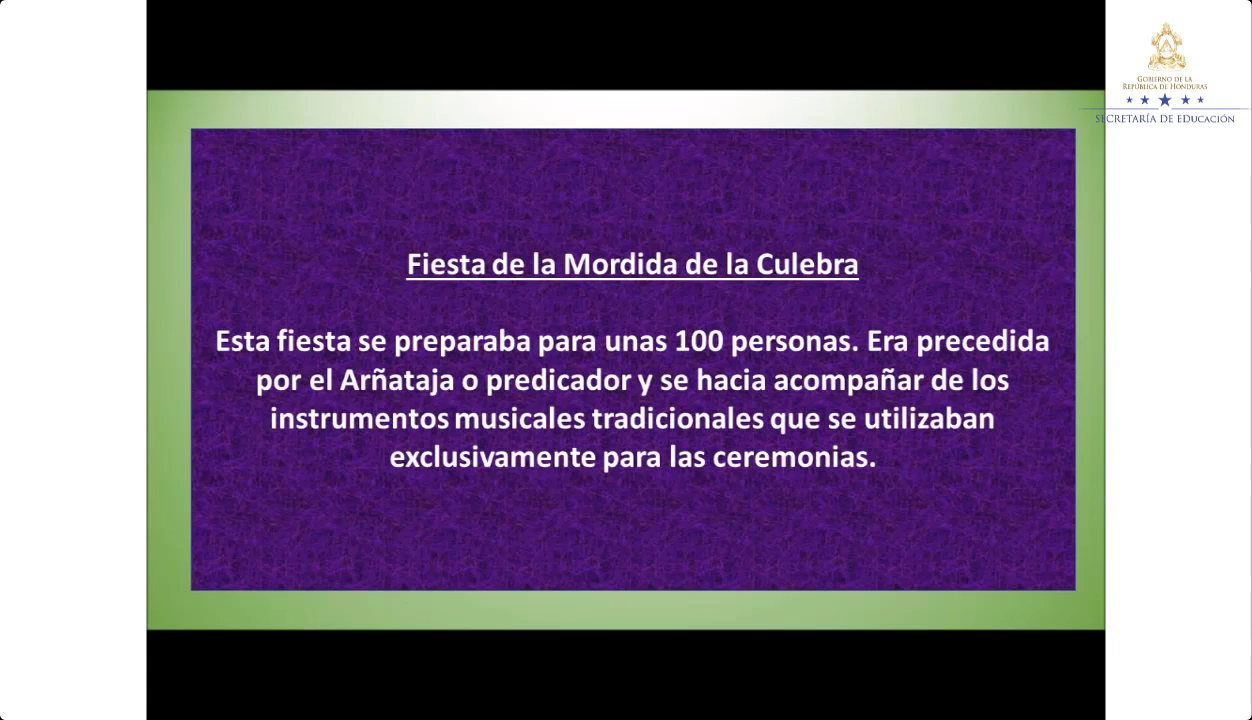 GOBIERNO DE LA
REPÚBLICA DE HONDURAS
SECRETARÍA DE EDUCACIÓN
Fiesta de la Mordida de la Culebra
Esta fiesta se preparaba para unas 100 personas. Era precedida
por el Arñataja o predicador y se hacia acompañar de los
instrumentos musicales tradicionales que se utilizaban
exclusivamente para las ceremonias.